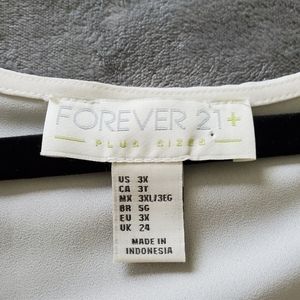 FOREVER 21+
PLUS SIZES
US 3X
CA 3T
MX 3XL/3EG
BR 5G
EU 3X
UK 24
MADE IN
INDONESIA